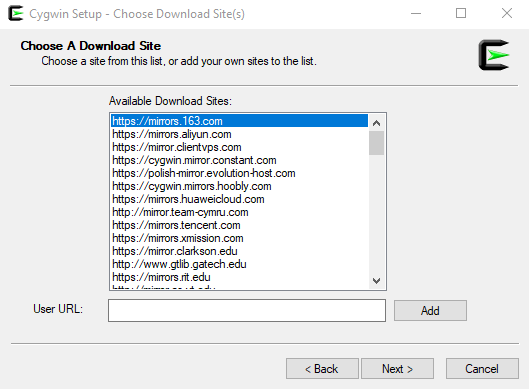 Cygwin Setup - Choose Download Site(s)
Choose A Download Site
Choose a site from this list, or add your own sites to the list.
Available Download Sites:
https://mirrors.163.com
https://mirrors.aliyun.com
https://mirror.clientvps.com
https://cygwin.mirror.constant.com
https://polish-mirror.evolution-host.com
https://cygwin.mirrors.hoobly.com
https://mirrors.huaweicloud.com
http://mirror.team-cymru.com
https://mirrors.tencent.com
https://mirrors.xmission.com
https://mirror.clarkson.edu
http://www.gtlib.gatech.edu
https://mirrors.rit.edu
User URL:
Add
< Back
Next >
Cancel